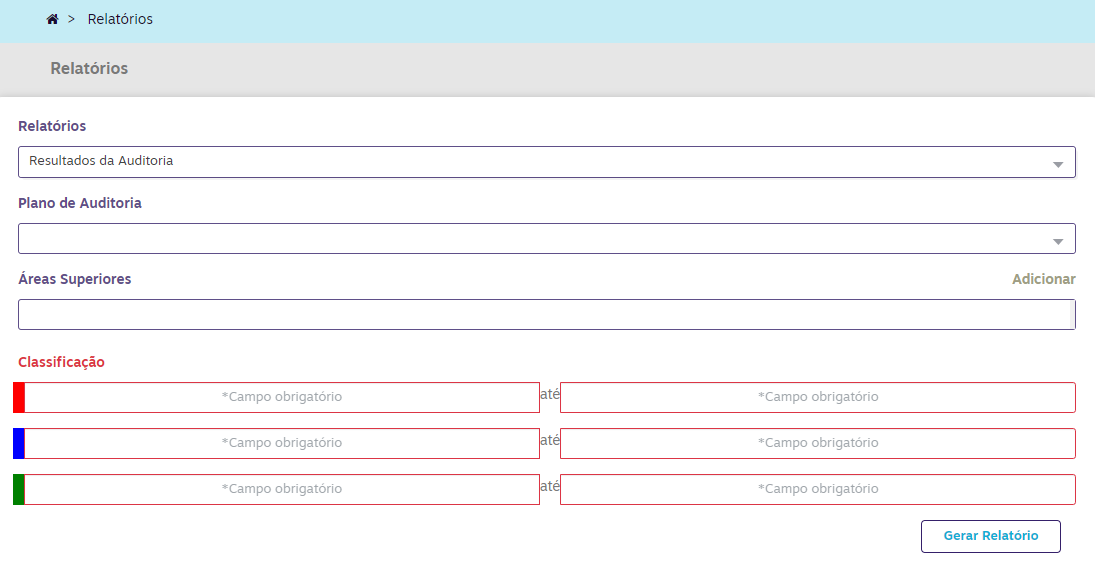 > Relatórios
Relatórios
Relatórios
Resultados da Auditoria
Plano de Auditoria
Áreas Superiores Adicionar
Classificação
*Campo obrigatório até *Campo obrigatório
*Campo obrigatório até *Campo obrigatório
*Campo obrigatório até *Campo obrigatório
Gerar Relatório